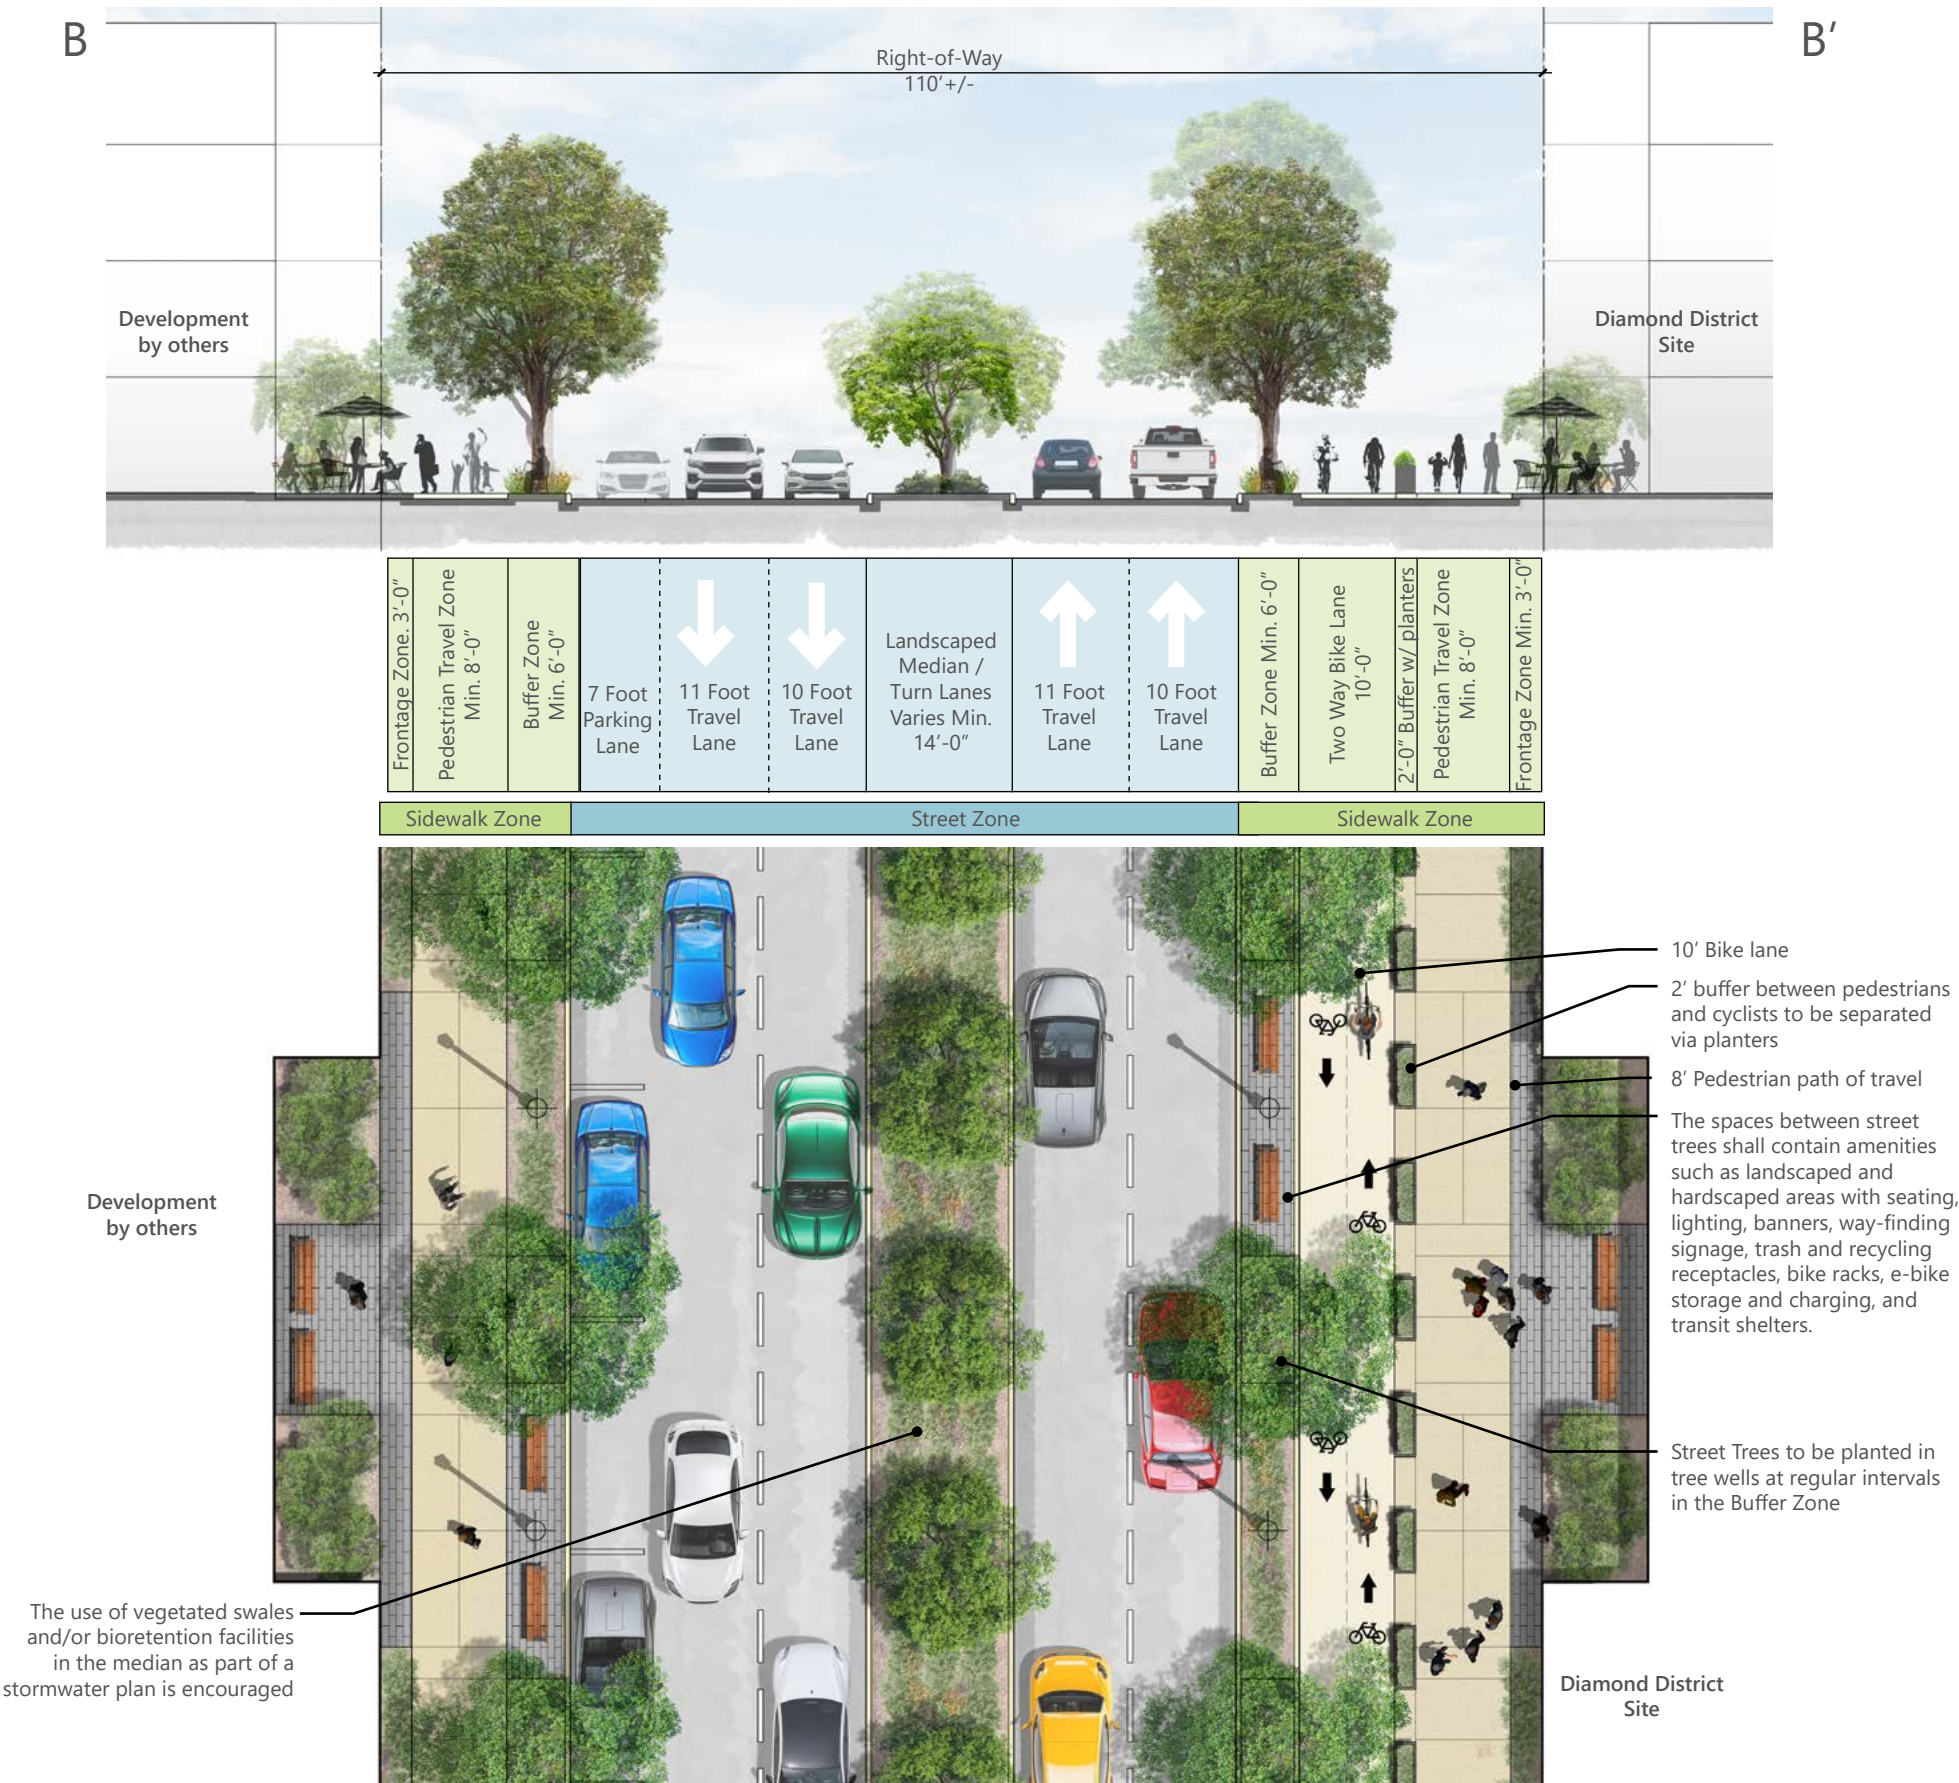 B
B'
Right-of-Way
110'+/-
Development
by others
Diamond District
Site
Frontage Zone. 3'-0"
Pedestrian Travel Zone
Min. 8'-0"
Buffer Zone
Min. 6'-0"
7 Foot
Parking
Lane
11 Foot
Travel
Lane
10 Foot
Travel
Lane
Landscaped
Median /
Turn Lanes
Varies Min.
14'-0"
11 Foot
Travel
Lane
10 Foot
Travel
Lane
Buffer Zone Min. 6'-0"
Two Way Bike Lane
10'-0"
2'-0" Buffer w/ planters
Pedestrian Travel Zone
Min. 8'-0"
Frontage Zone Min. 3'-0"
Sidewalk Zone
Street Zone
Sidewalk Zone
10' Bike lane
2' buffer between pedestrians
and cyclists to be separated
via planters
8' Pedestrian path of travel
The spaces between street
trees shall contain amenities
such as landscaped and
hardscaped areas with seating,
lighting, banners, way-finding
signage, trash and recycling
receptacles, bike racks, e-bike
storage and charging, and
transit shelters.
Development
by others
Street Trees to be planted in
tree wells at regular intervals
in the Buffer Zone
The use of vegetated swales
and/or bioretention facilities
in the median as part of a
stormwater plan is encouraged
Diamond District
Site